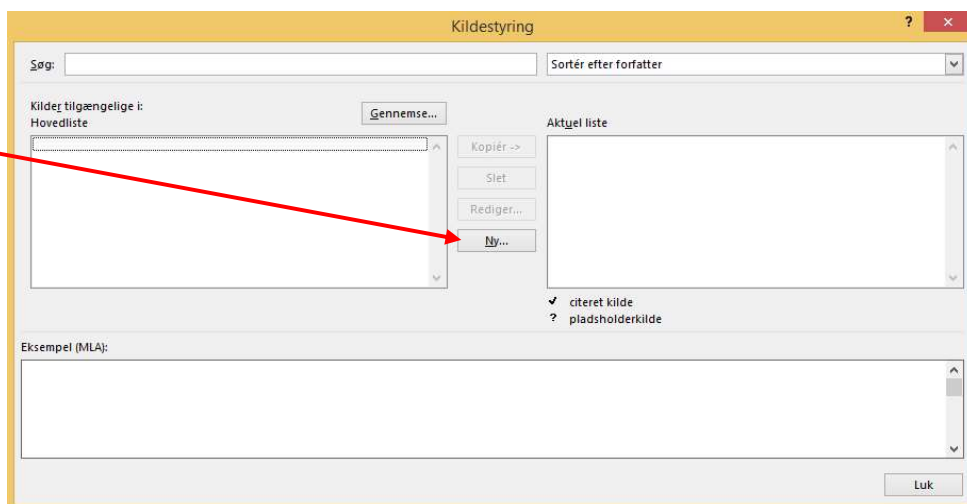 Kildestyring
?
Søg:
Sortér efter forfatter
Kilder tilgængelige i:
Hovedliste
Gennemse...
Aktuel liste
Kopiér ->
Slet
Rediger...
Ny...
citeret kilde
? pladsholderkilde
Eksempel (MLA):
Luk